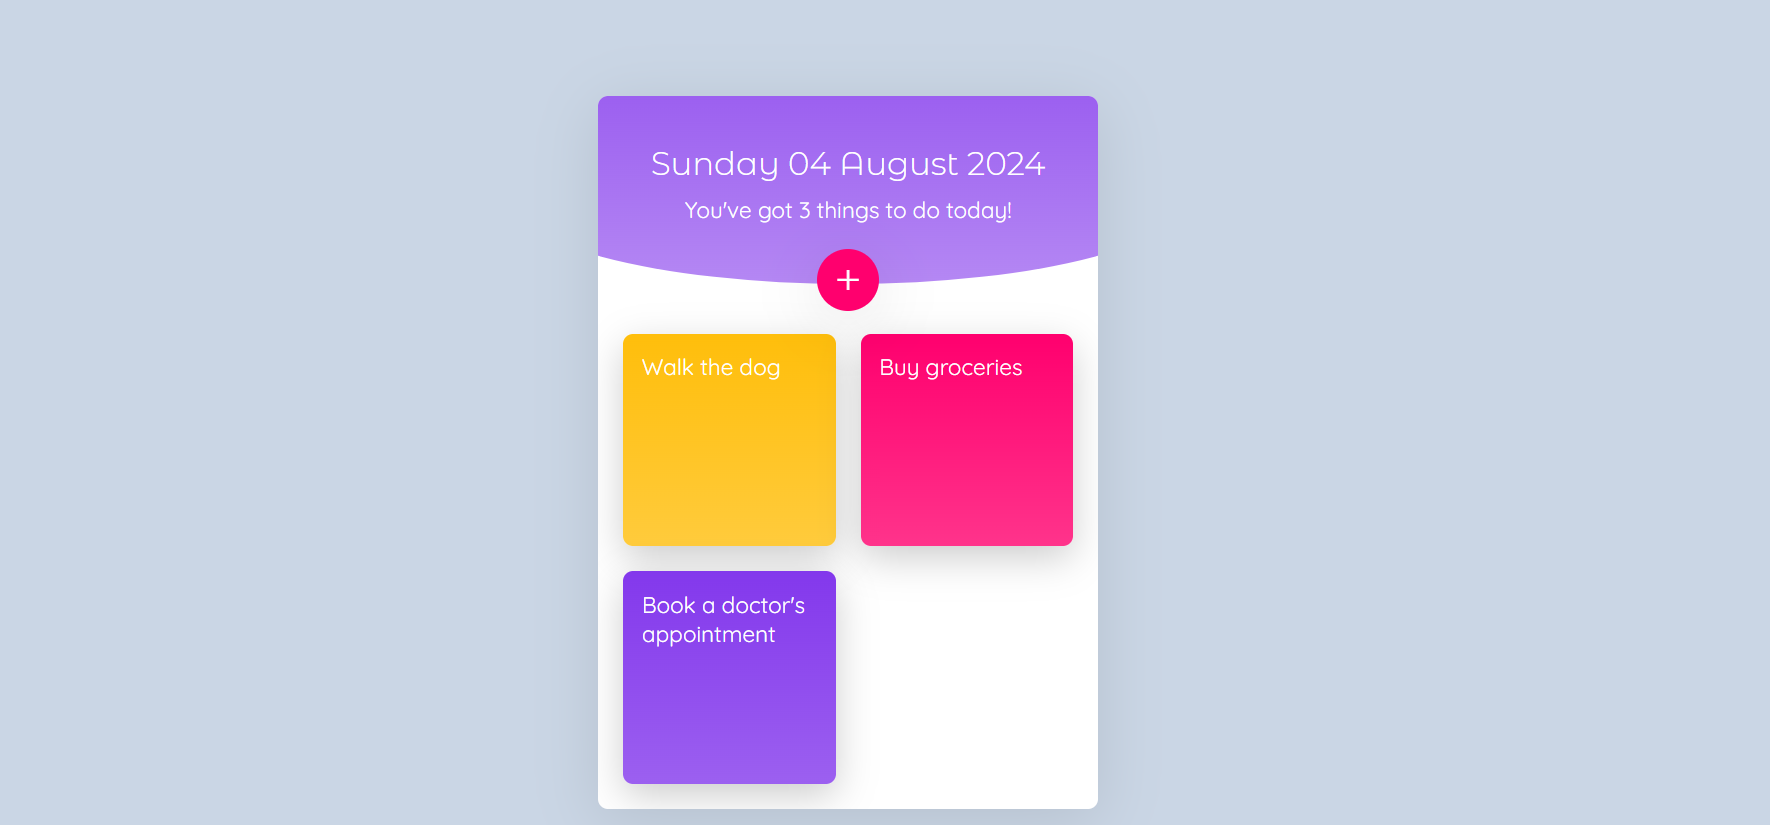 Sunday 04 August 2024
You've got 3 things to do today!
+
Walk the dog
Buy groceries
Book a doctor's
appointment